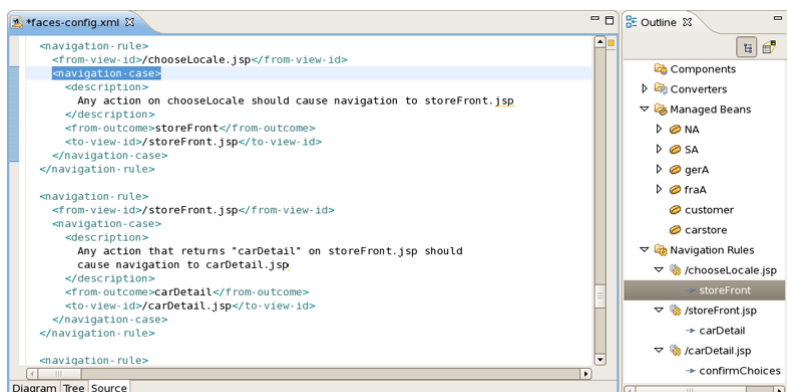 *faces-config.xml
<navigation-rule>
<from-view-id>/chooseLocale.jsp</from-view-id>
<navigation-case>
<description>
Any action on chooseLocale should cause navigation to storeFront.jsp
</description>
<from-outcome>storeFront</from-outcome>
<to-view-id>/storeFront.jsp</to-view-id>
</navigation-case>
</navigation-rule>
<navigation-rule>
<from-view-id>/storeFront.jsp</from-view-id>
<navigation-case>
<description>
Any action that returns "carDetail" on storeFront.jsp should
cause navigation to carDetail.jsp
</description>
<from-outcome>carDetail</from-outcome>
<to-view-id>/carDetail.jsp</to-view-id>
</navigation-case>
</navigation-rule>
<navigation-rule>
Diagram Tree Source
Outline
Components
Converters
Managed Beans
NA
SA
gerA
fraA
customer
carstore
Navigation Rules
/chooseLocale.jsp
storeFront
/storeFront.jsp
carDetail
/carDetail.jsp
confirmChoices